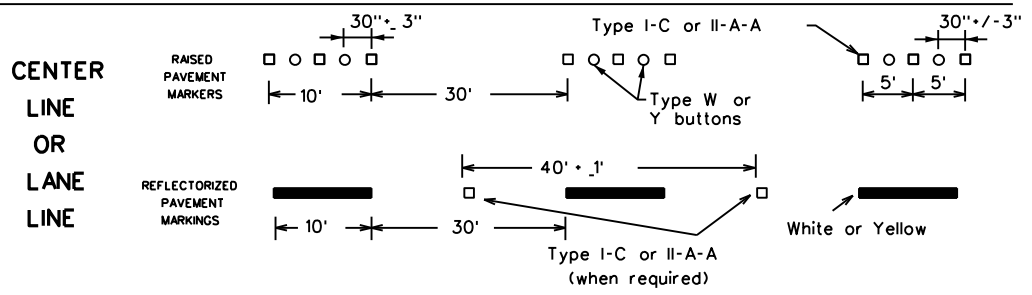 CENTER
LINE
OR
LANE
LINE
RAISED
PAVEMENT
MARKERS
30"+_ 3"
Type I-C or II-A-A
30"+/-3"
10'
30'
Type W or
Y buttons
5'
5'
REFLECTORIZED
PAVEMENT
MARKINGS
40' +_ 1'
10'
30'
Type I-C or II-A-A
(when required)
White or Yellow